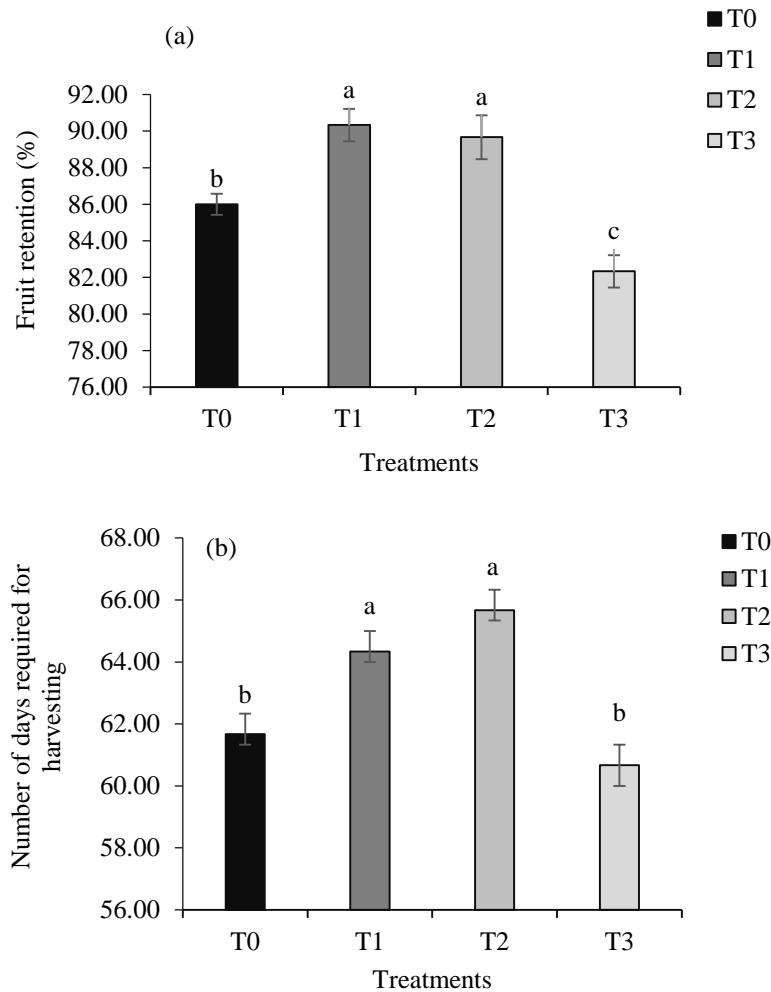 (a)
T0
T1
T2
T3
Fruit retention (%)
92.00
90.00
88.00
86.00
84.00
82.00
80.00
78.00
76.00
b
a
a
c
T0 T1 T2 T3
Treatments
(b)
T0
T1
T2
T3
Number of days required for
harvesting
68.00
66.00
64.00
62.00
60.00
58.00
56.00
b
a
a
b
T0 T1 T2 T3
Treatments